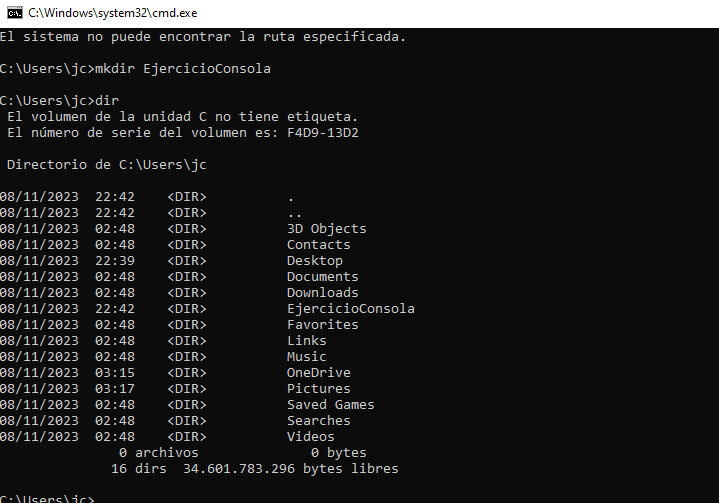 C:\Windows\system32\cmd.exe
El sistema no puede encontrar la ruta especificada.
C:\Users\jc>mkdir EjercicioConsola
C:\Users\jc>dir
El volumen de la unidad C no tiene etiqueta.
El número de serie del volumen es: F4D9-13D2
Directorio de C:\Users\jc
08/11/2023  22:42    <DIR>          .
08/11/2023  22:42    <DIR>          ..
08/11/2023  02:48    <DIR>          3D Objects
08/11/2023  02:48    <DIR>          Contacts
08/11/2023  22:39    <DIR>          Desktop
08/11/2023  02:48    <DIR>          Documents
08/11/2023  02:48    <DIR>          Downloads
08/11/2023  22:42    <DIR>          EjercicioConsola
08/11/2023  02:48    <DIR>          Favorites
08/11/2023  02:48    <DIR>          Links
08/11/2023  02:48    <DIR>          Music
08/11/2023  03:15    <DIR>          OneDrive
08/11/2023  03:17    <DIR>          Pictures
08/11/2023  02:48    <DIR>          Saved Games
08/11/2023  02:48    <DIR>          Searches
08/11/2023  02:48    <DIR>          Videos
0 archivos              0 bytes
16 dirs  34.601.783.296 bytes libres
C:\Users\jc>